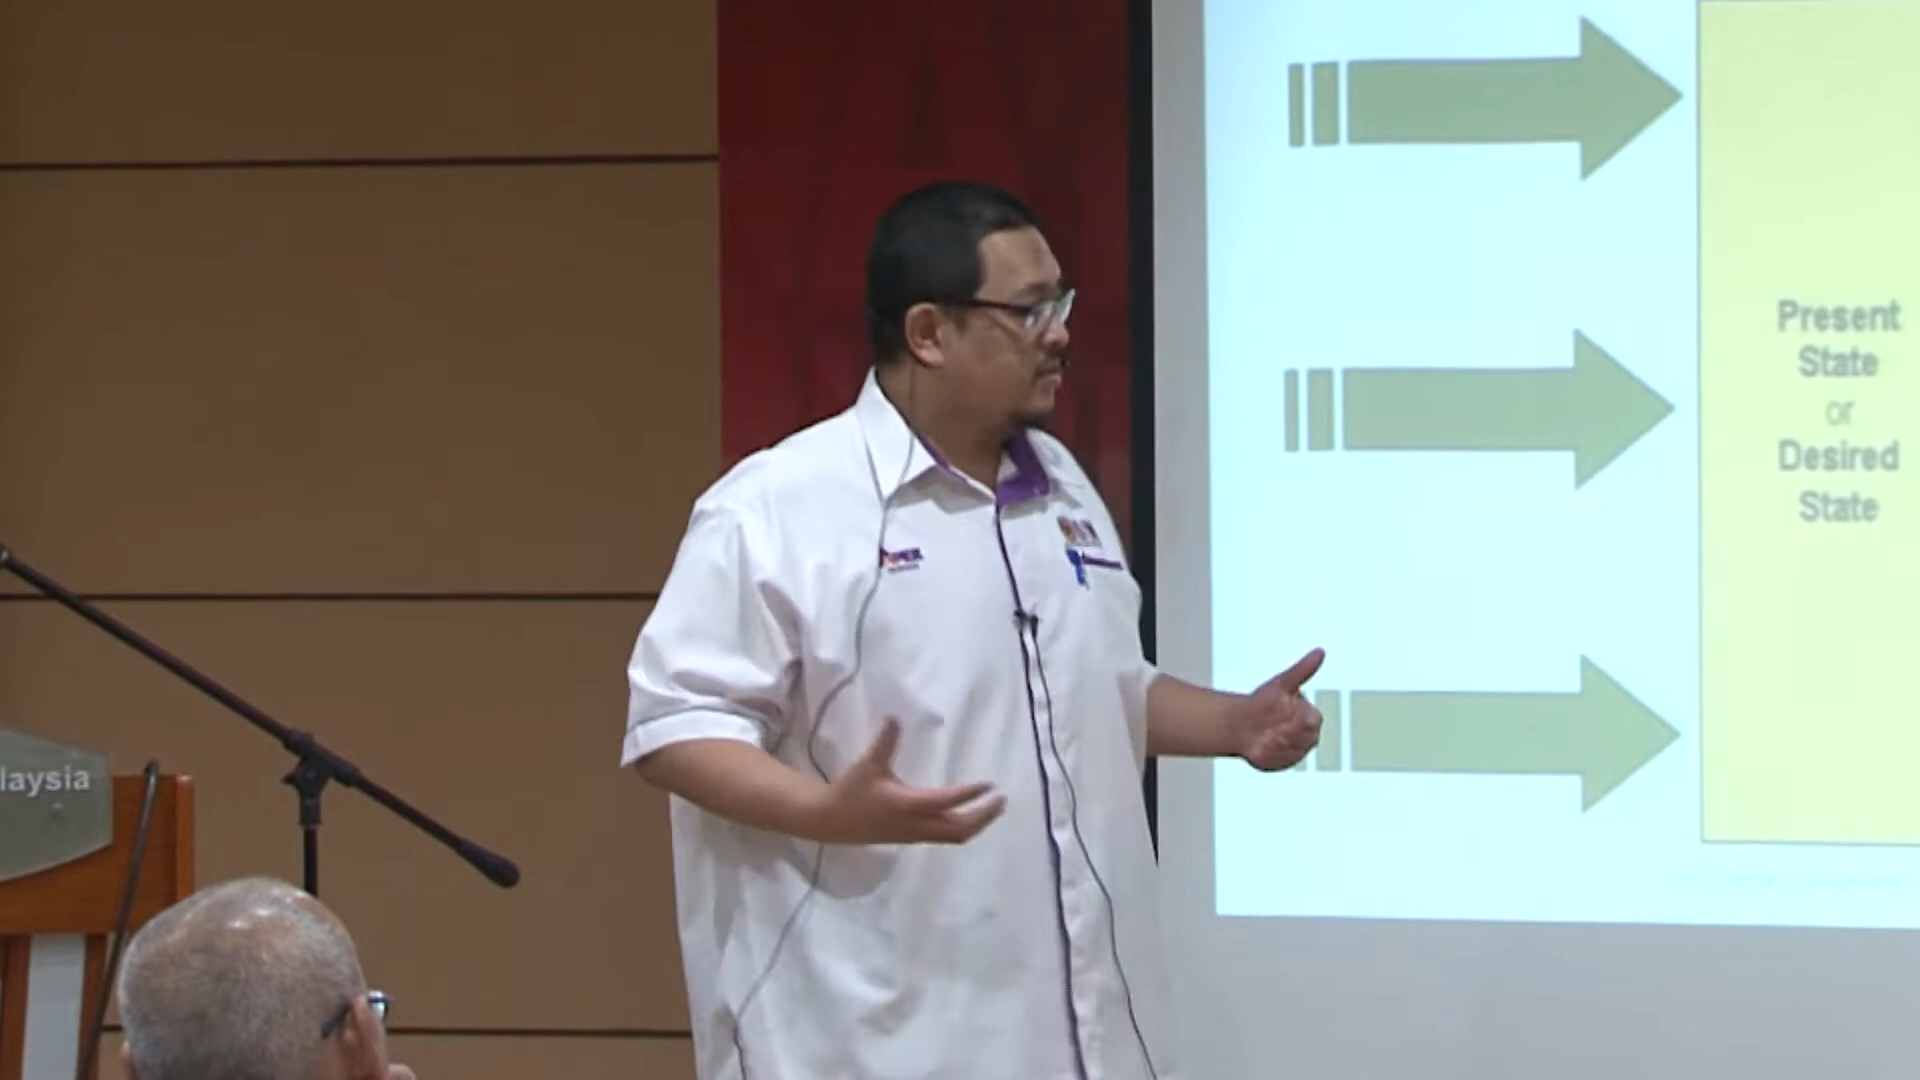 Present
State
or
Desired
State
laysia